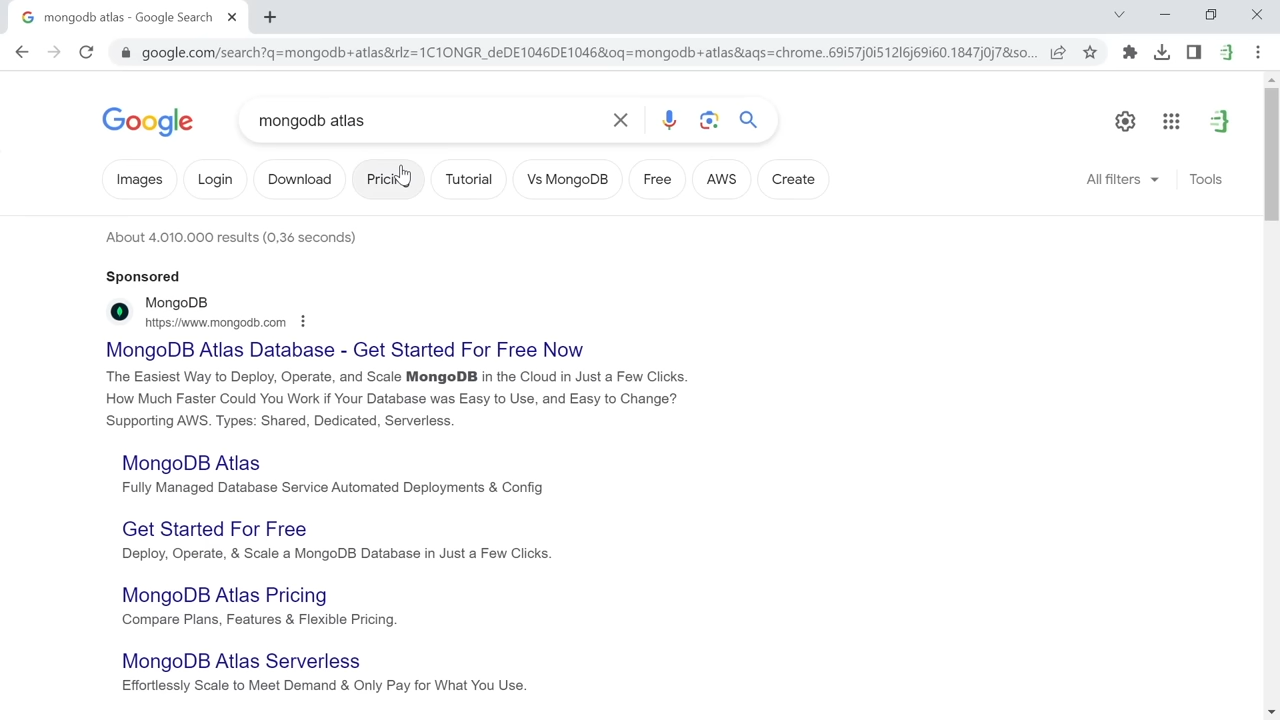 mongodb atlas - Google Search
google.com/search?q=mongodb+atlas&rlz=1C1ONGR_deDE1046DE1046&oq=mongodb+atlas&aqs=chrome..69i57j0i512l6j69i60.1847j0j7&so...
Google
mongodb atlas
Images Login Download Pricing Tutorial Vs MongoDB Free AWS Create All filters Tools
About 4.010.000 results (0,36 seconds)
Sponsored
MongoDB
https://www.mongodb.com
MongoDB Atlas Database - Get Started For Free Now
The Easiest Way to Deploy, Operate, and Scale MongoDB in the Cloud in Just a Few Clicks.
How Much Faster Could You Work if Your Database was Easy to Use, and Easy to Change?
Supporting AWS. Types: Shared, Dedicated, Serverless.
MongoDB Atlas
Fully Managed Database Service Automated Deployments & Config
Get Started For Free
Deploy, Operate, & Scale a MongoDB Database in Just a Few Clicks.
MongoDB Atlas Pricing
Compare Plans, Features & Flexible Pricing.
MongoDB Atlas Serverless
Effortlessly Scale to Meet Demand & Only Pay for What You Use.